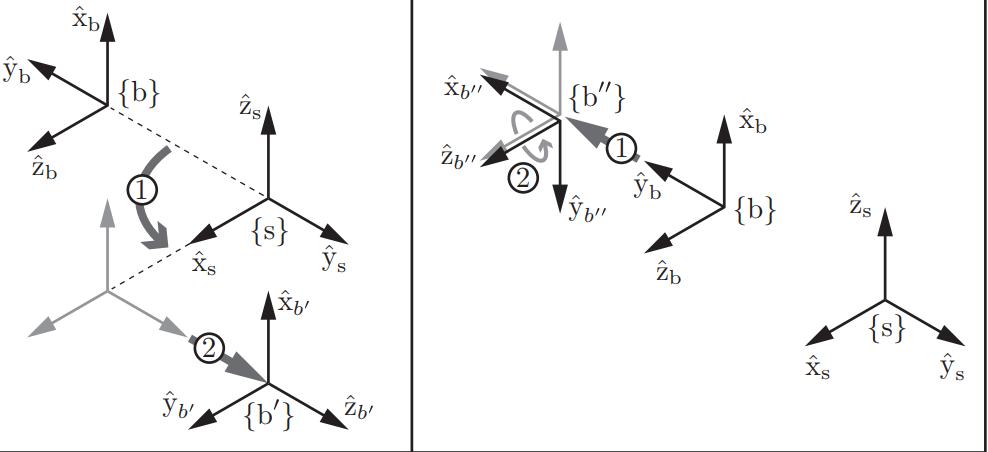 x̂b
ŷb
{b}
ẑb
ẑs
1
{s}
x̂s
ŷs
x̂b′
2
ŷb′
{b′}
ẑb′
x̂b″
{b″}
1
x̂b
ẑb″
2
ŷb
ŷb″
{b}
ẑb
ẑs
{s}
x̂s
ŷs